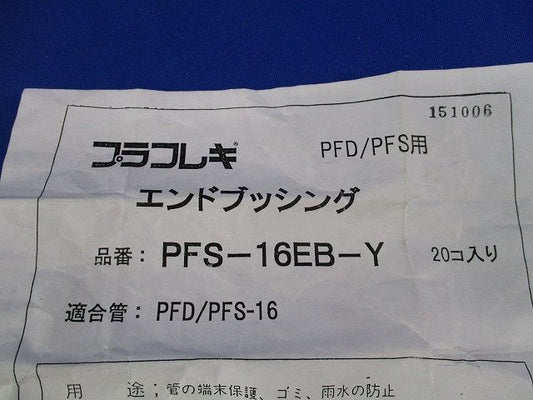 151006
プラフレキ PFD/PFS用
エンドブッシング
品番: PFS-16EB-Y 20コ入り
適合管: PFD/PFS-16
用 途; 管の端末保護、ゴミ、雨水の防止